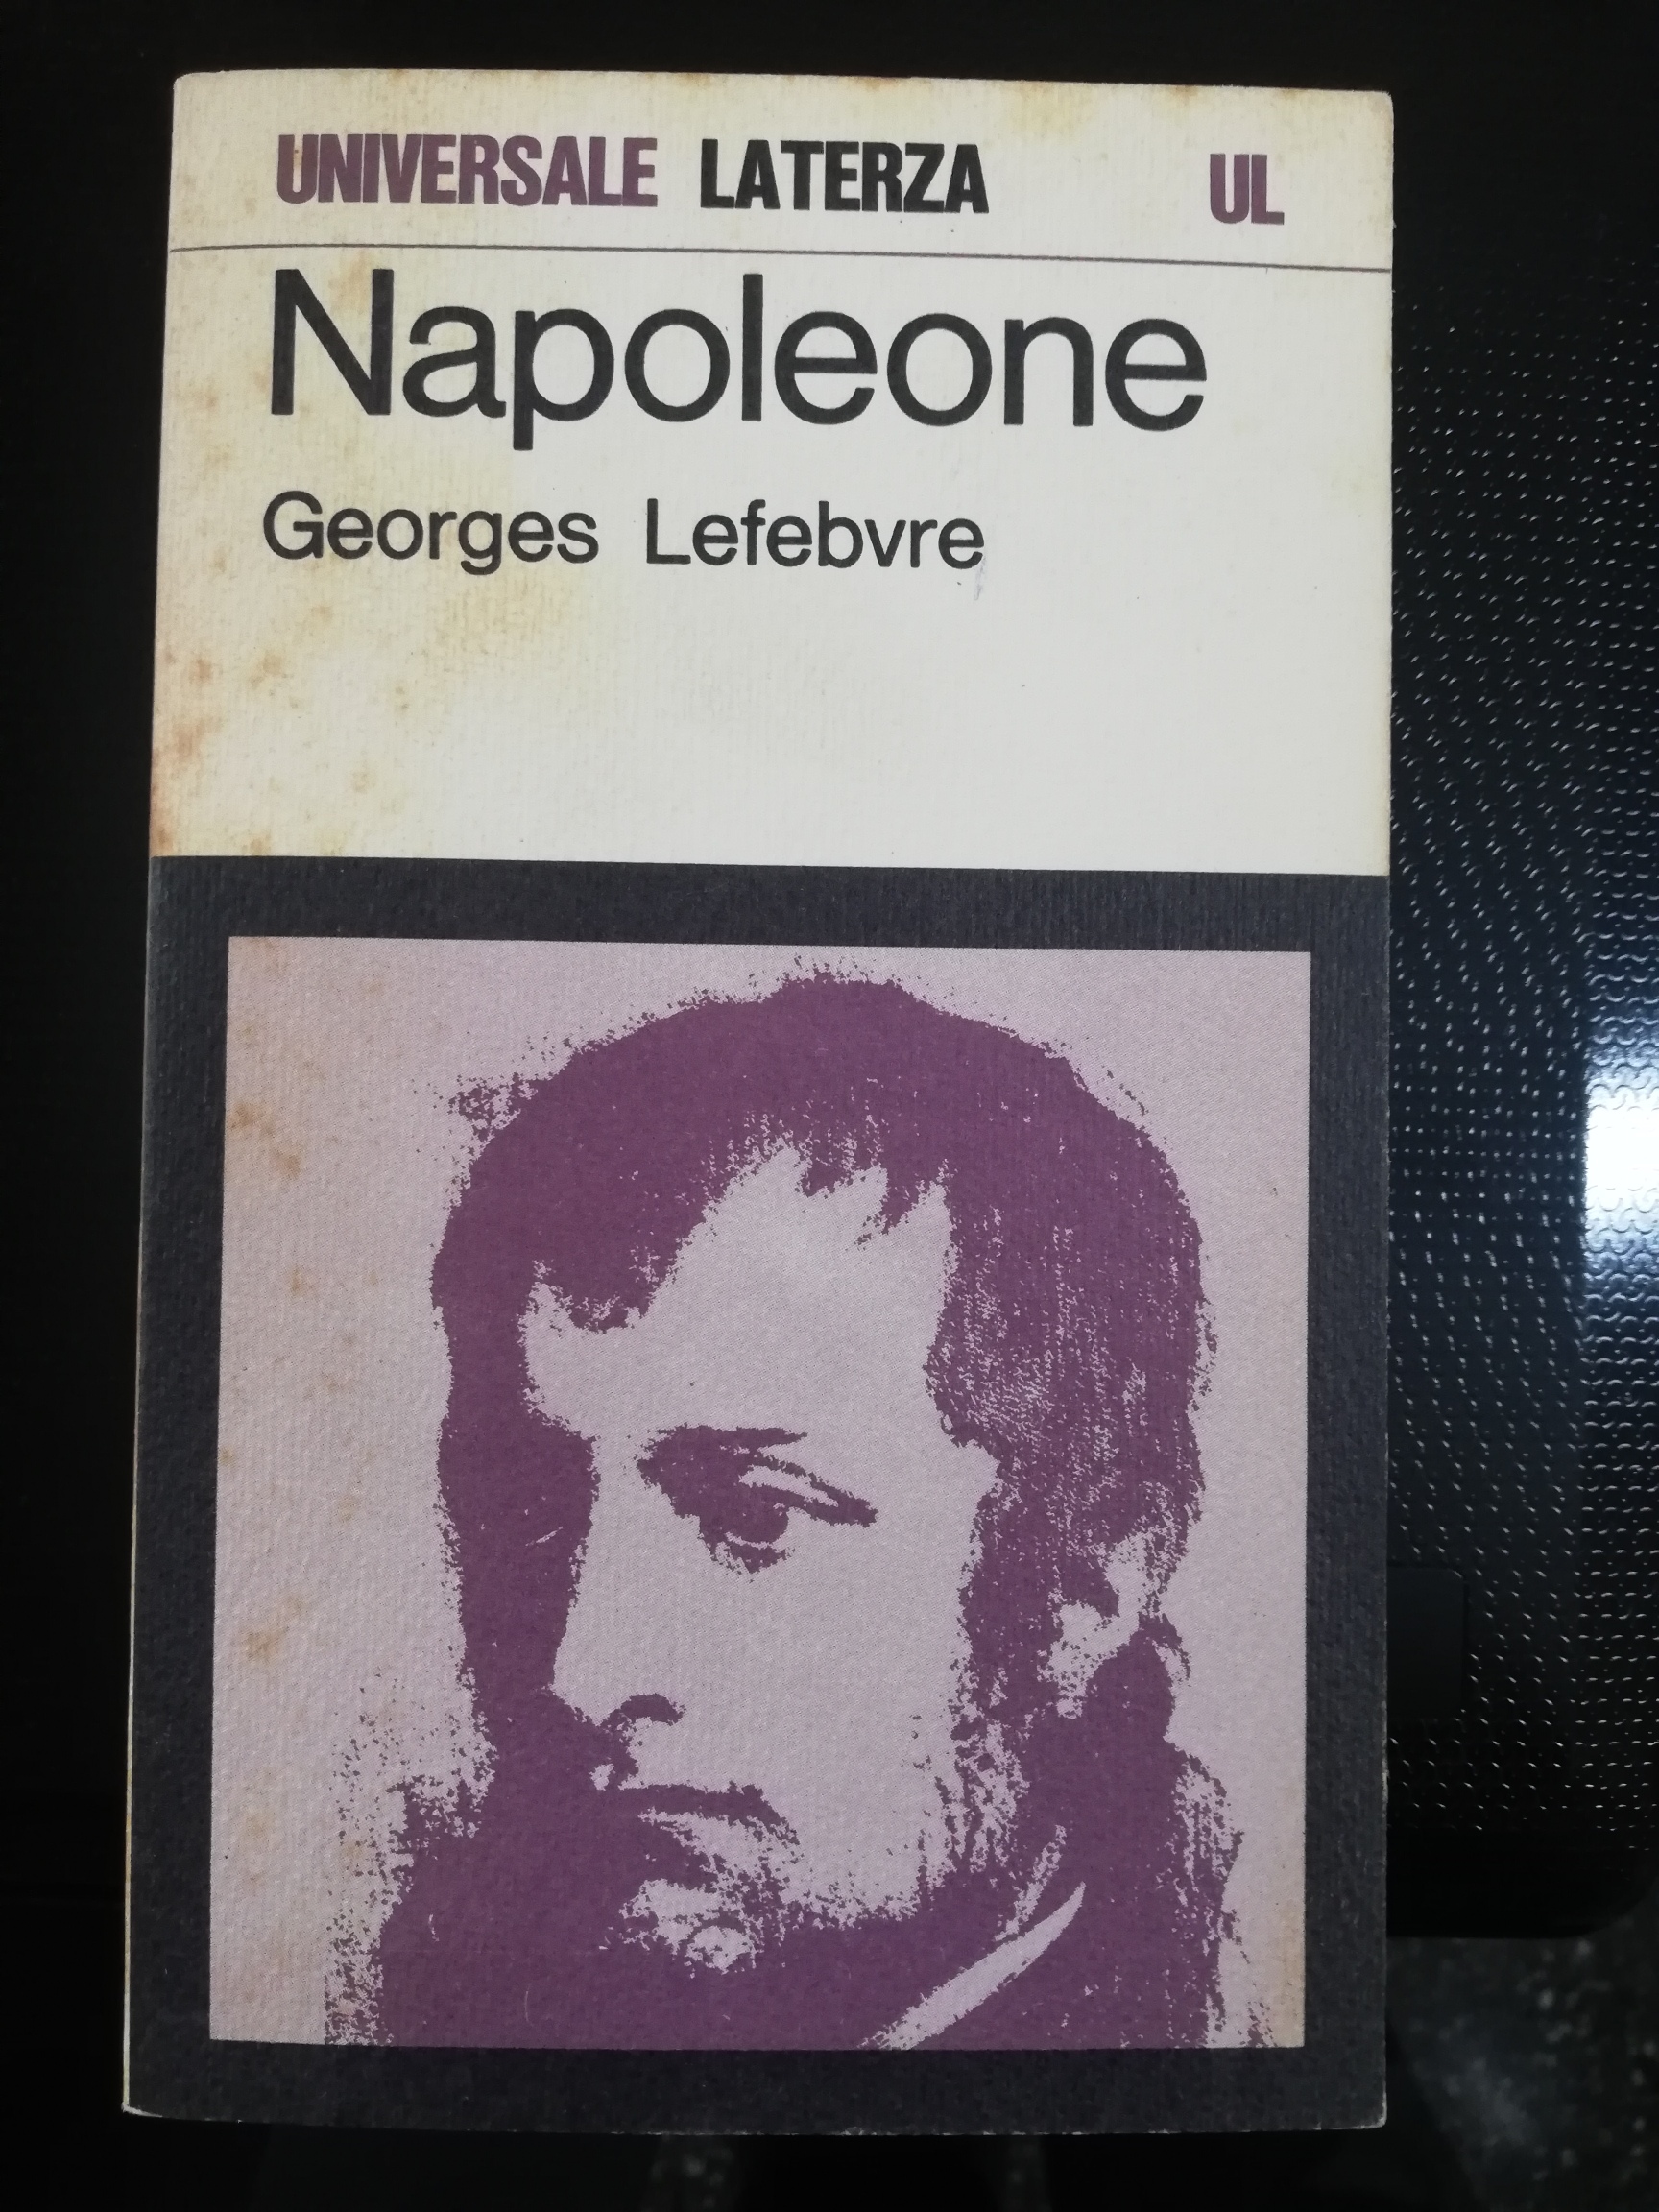 UNIVERSALE LATERZA UL
Napoleone
Georges Lefebvre